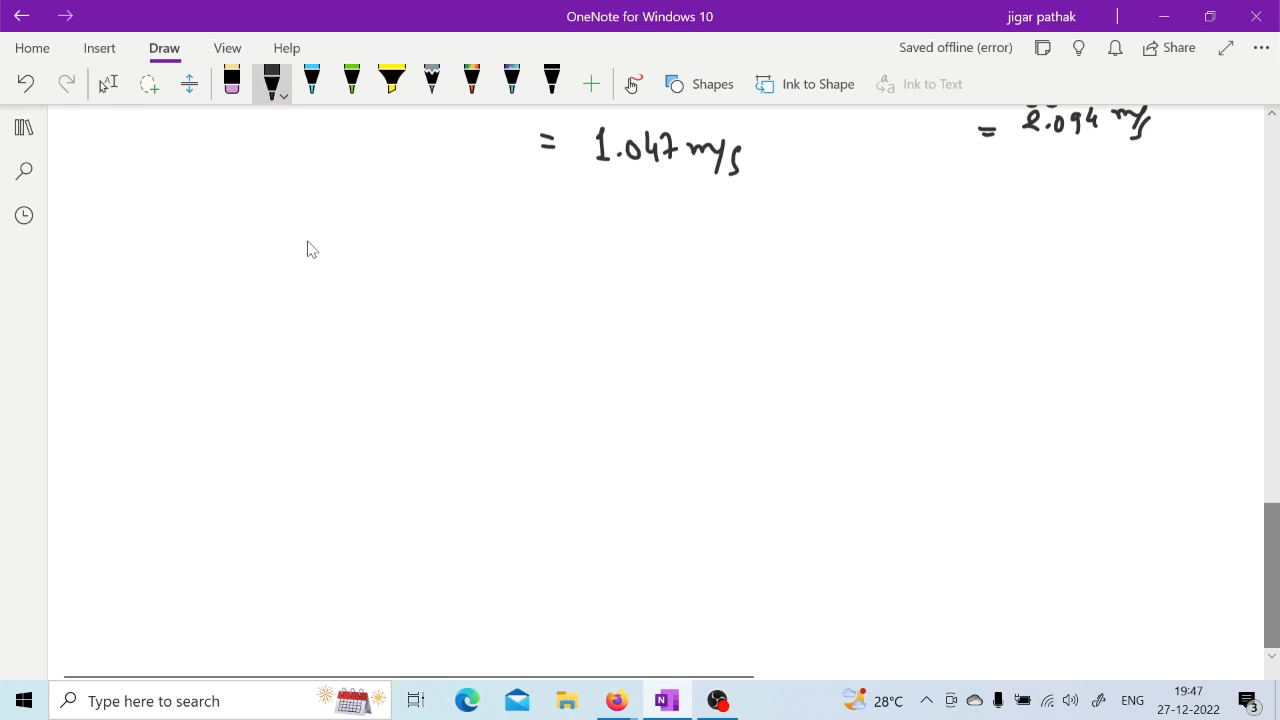 OneNote for Windows 10
jigar pathak
Home Insert Draw View Help
Saved offline (error) Share
Shapes Ink to Shape Ink to Text
= 1.047 m/s
= 2.094 m/s
Type here to search
28°C
ENG
19:47
27-12-2022
3